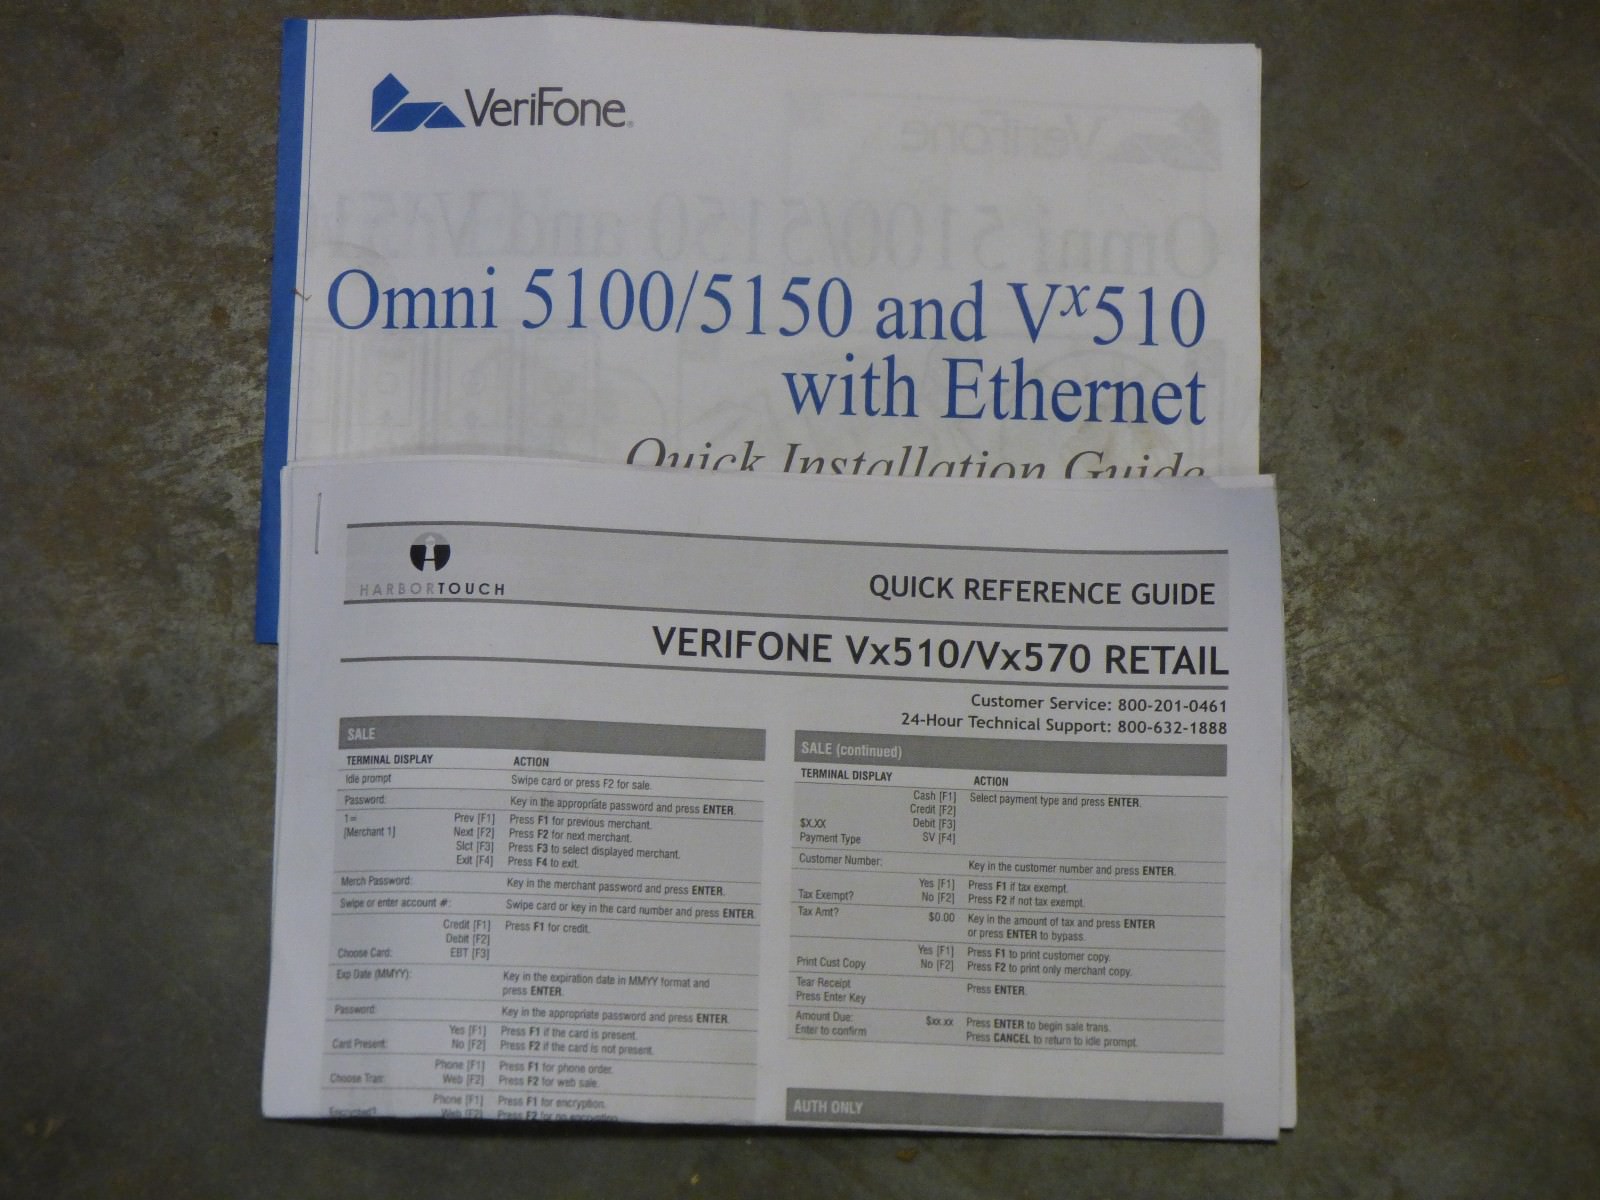 VeriFone
Omni 5100/5150 and Vx510
with Ethernet
Quick Installation Guide
HARBORTOUCH
QUICK REFERENCE GUIDE
VERIFONE Vx510/Vx570 RETAIL
Customer Service: 800-201-0461
24-Hour Technical Support: 800-632-1888
SALE
TERMINAL DISPLAY ACTION
Idle prompt Swipe card or press F2 for sale.
Password: Key in the appropriate password and press ENTER.
1= Prev [F1] Press F1 for previous merchant.
[Merchant 1] Next [F2] Press F2 for next merchant.
Slct [F3] Press F3 to select displayed merchant.
Exit [F4] Press F4 to exit.
Merch Password: Key in the merchant password and press ENTER.
Swipe or enter account #: Swipe card or key in the card number and press ENTER.
Credit [F1] Press F1 for credit.
Debit [F2]
Choose Card: EBT [F3]
Exp Date (MMYY): Key in the expiration date in MMYY format and
press ENTER.
Password: Key in the appropriate password and press ENTER.
Yes [F1] Press F1 if the card is present.
Card Present: No [F2] Press F2 if the card is not present.
Phone [F1] Press F1 for phone order.
Choose Tran: Web [F2] Press F2 for web sale.
Phone [F1] Press F1 for encryption.
Encrypted? Web [F2] Press F2 for no encryption.
SALE (continued)
TERMINAL DISPLAY ACTION
Cash [F1] Select payment type and press ENTER.
Credit [F2]
$X.XX Debit [F3]
Payment Type SV [F4]
Customer Number: Key in the customer number and press ENTER.
Yes [F1] Press F1 if tax exempt.
Tax Exempt? No [F2] Press F2 if not tax exempt.
Tax Amt? $0.00 Key in the amount of tax and press ENTER
or press ENTER to bypass.
Yes [F1] Press F1 to print customer copy.
Print Cust Copy No [F2] Press F2 to print only merchant copy.
Tear Receipt Press ENTER.
Press Enter Key
Amount Due: $xx.xx Press ENTER to begin sale trans.
Enter to confirm Press CANCEL to return to idle prompt.
AUTH ONLY